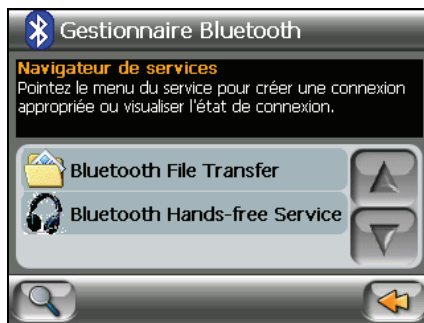 Gestionnaire Bluetooth
Navigateur de services
Pointez le menu du service pour créer une connexion
appropriée ou visualiser l'état de connexion.
Bluetooth File Transfer
Bluetooth Hands-free Service